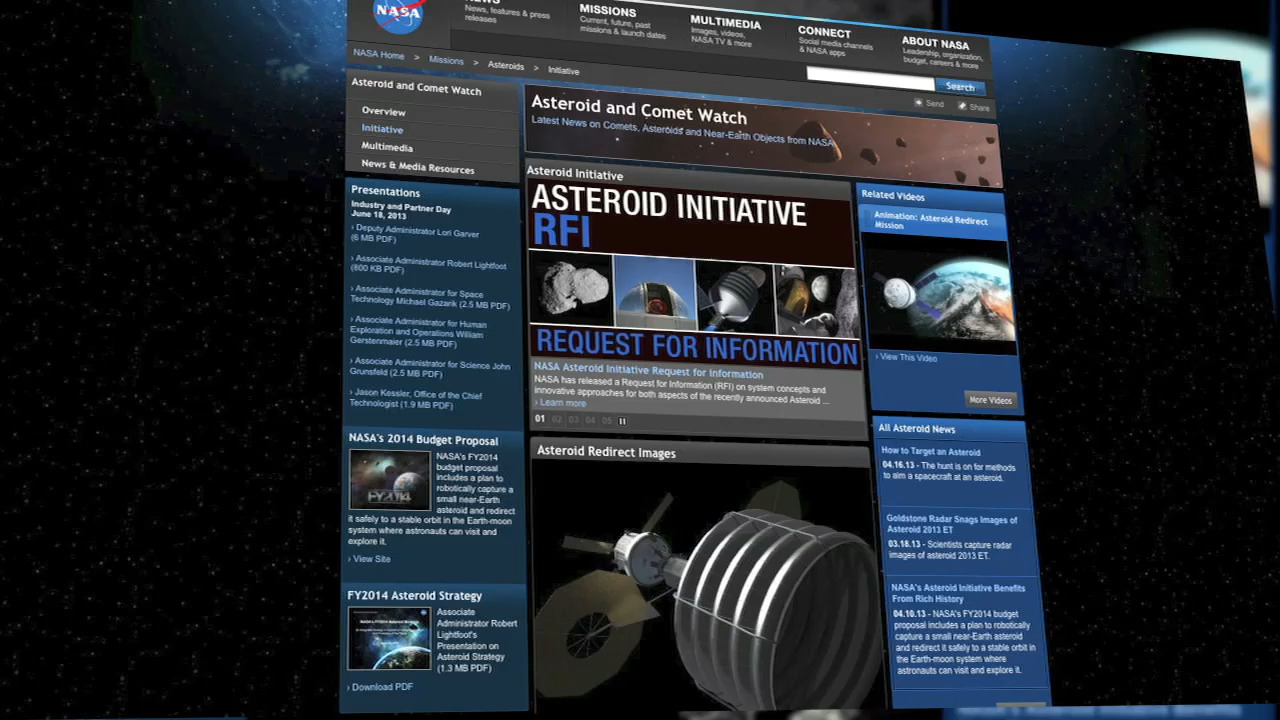 NASA
NEWS
News, features & press
releases
MISSIONS
Current, future, past
missions & launch dates
MULTIMEDIA
Images, videos,
NASA TV & more
CONNECT
Social media channels
& NASA apps
ABOUT NASA
Leadership, organization,
budget, careers & more
NASA Home > Missions > Asteroids > Initiative
Search
Send Share
Asteroid and Comet Watch
Overview
Initiative
Multimedia
News & Media Resources
Presentations
Industry and Partner Day
June 18, 2013
› Deputy Administrator Lori Garver
(6 MB PDF)
› Associate Administrator Robert Lightfoot
(800 KB PDF)
› Associate Administrator for Space
Technology Michael Gazarik (2.5 MB PDF)
› Associate Administrator for Human
Exploration and Operations William
Gerstenmaier (2.5 MB PDF)
› Associate Administrator for Science John
Grunsfeld (2.5 MB PDF)
› Jason Kessler, Office of the Chief
Technologist (1.9 MB PDF)
NASA's 2014 Budget Proposal
FY2014
NASA's FY2014
budget proposal
includes a plan to
robotically capture a
small near-Earth
asteroid and redirect
it safely to a stable orbit in the Earth-moon
system where astronauts can visit and
explore it.
› View Site
FY2014 Asteroid Strategy
Associate
Administrator Robert
Lightfoot's
Presentation on
Asteroid Strategy
(1.3 MB PDF)
› Download PDF
Asteroid and Comet Watch
Latest News on Comets, Asteroids and Near-Earth Objects from NASA
Asteroid Initiative
ASTEROID INITIATIVE
RFI
REQUEST FOR INFORMATION
NASA Asteroid Initiative Request for Information
NASA has released a Request for Information (RFI) on system concepts and
innovative approaches for both aspects of the recently announced Asteroid ...
› Learn more
01 02 03 04 05
Asteroid Redirect Images
Related Videos
Animation: Asteroid Redirect
Mission
› View This Video
More Videos
All Asteroid News
How to Target an Asteroid
04.16.13 - The hunt is on for methods
to aim a spacecraft at an asteroid.
Goldstone Radar Snags Images of
Asteroid 2013 ET
03.18.13 - Scientists capture radar
images of asteroid 2013 ET.
NASA's Asteroid Initiative Benefits
From Rich History
04.10.13 - NASA's FY2014 budget
proposal includes a plan to robotically
capture a small near-Earth asteroid
and redirect it safely to a stable orbit in
the Earth-moon system where
astronauts can visit and explore it.